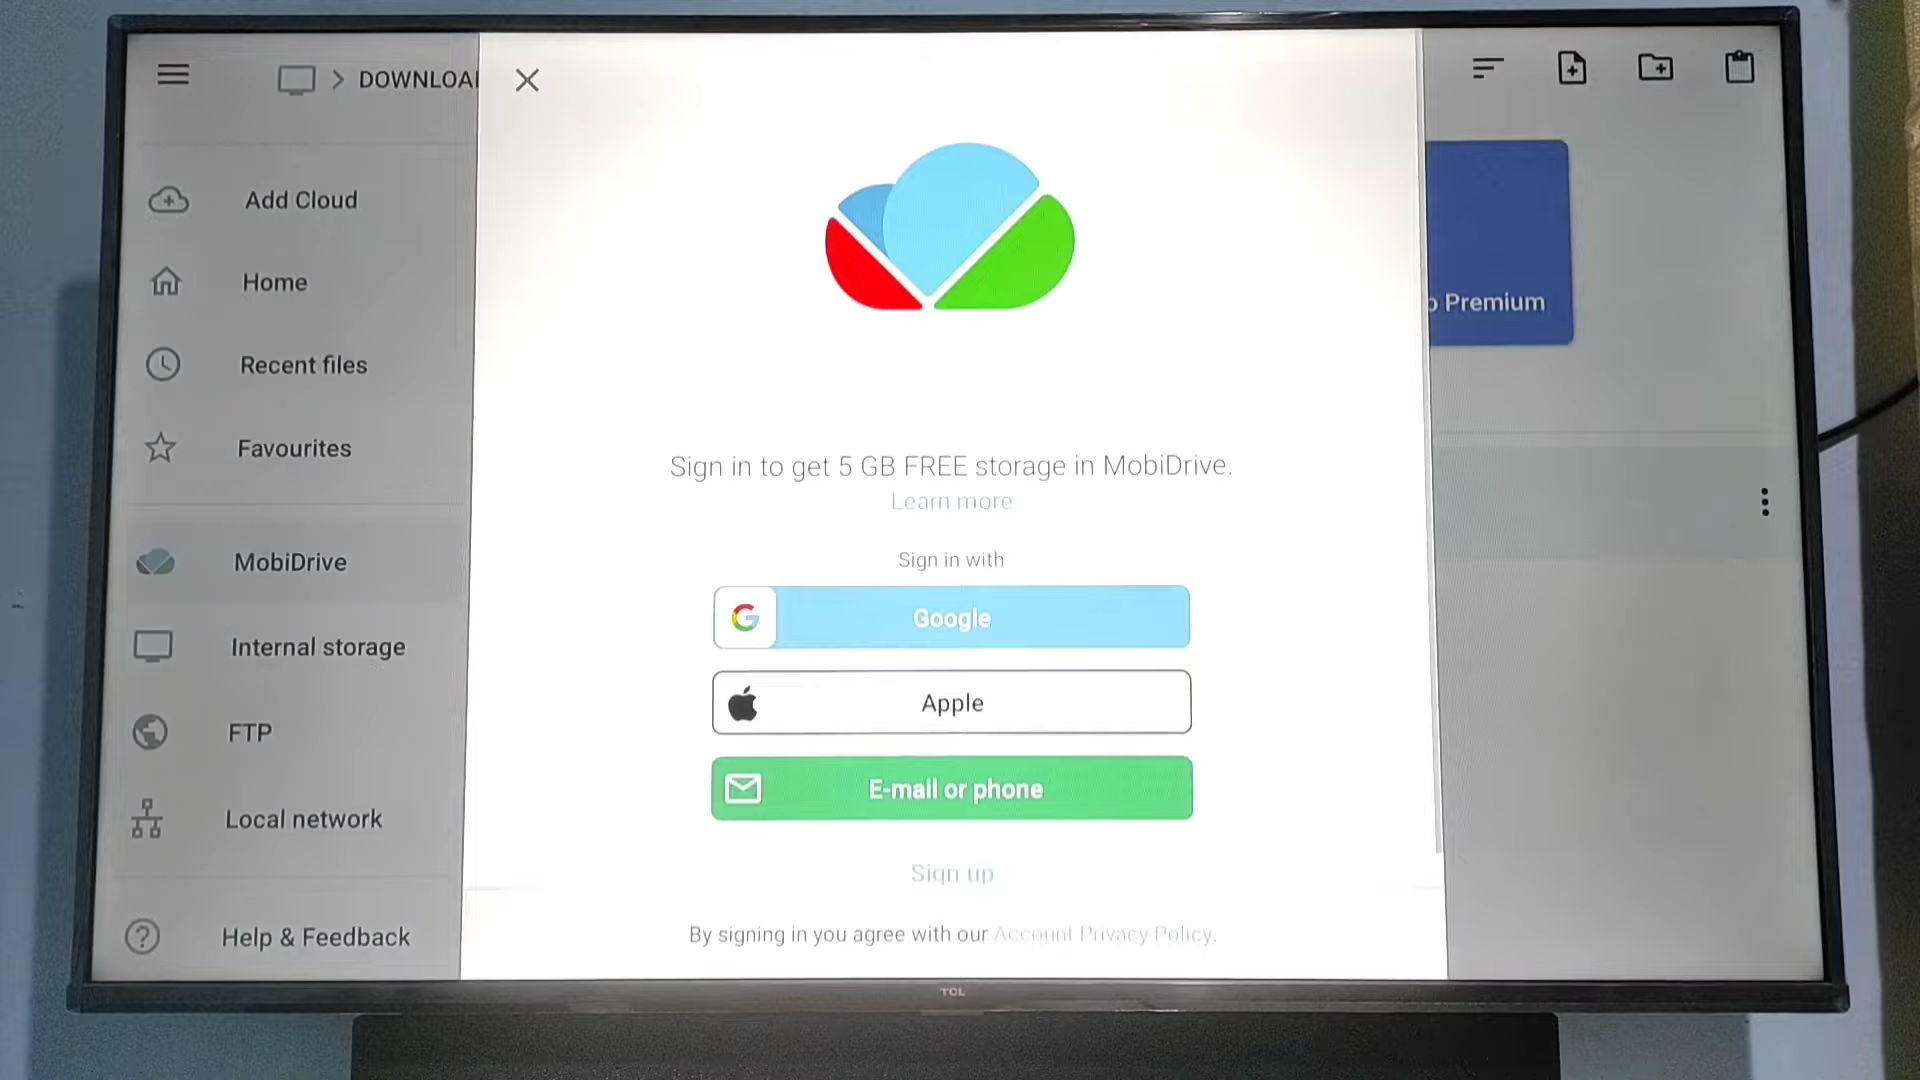 DOWNLOA
Add Cloud
Home
Recent files
Favourites
MobiDrive
Internal storage
FTP
Local network
Help & Feedback
Sign in to get 5 GB FREE storage in MobiDrive.
Learn more
Sign in with
Google
Apple
E-mail or phone
Sign up
By signing in you agree with our Account Privacy Policy.
o Premium
TCL